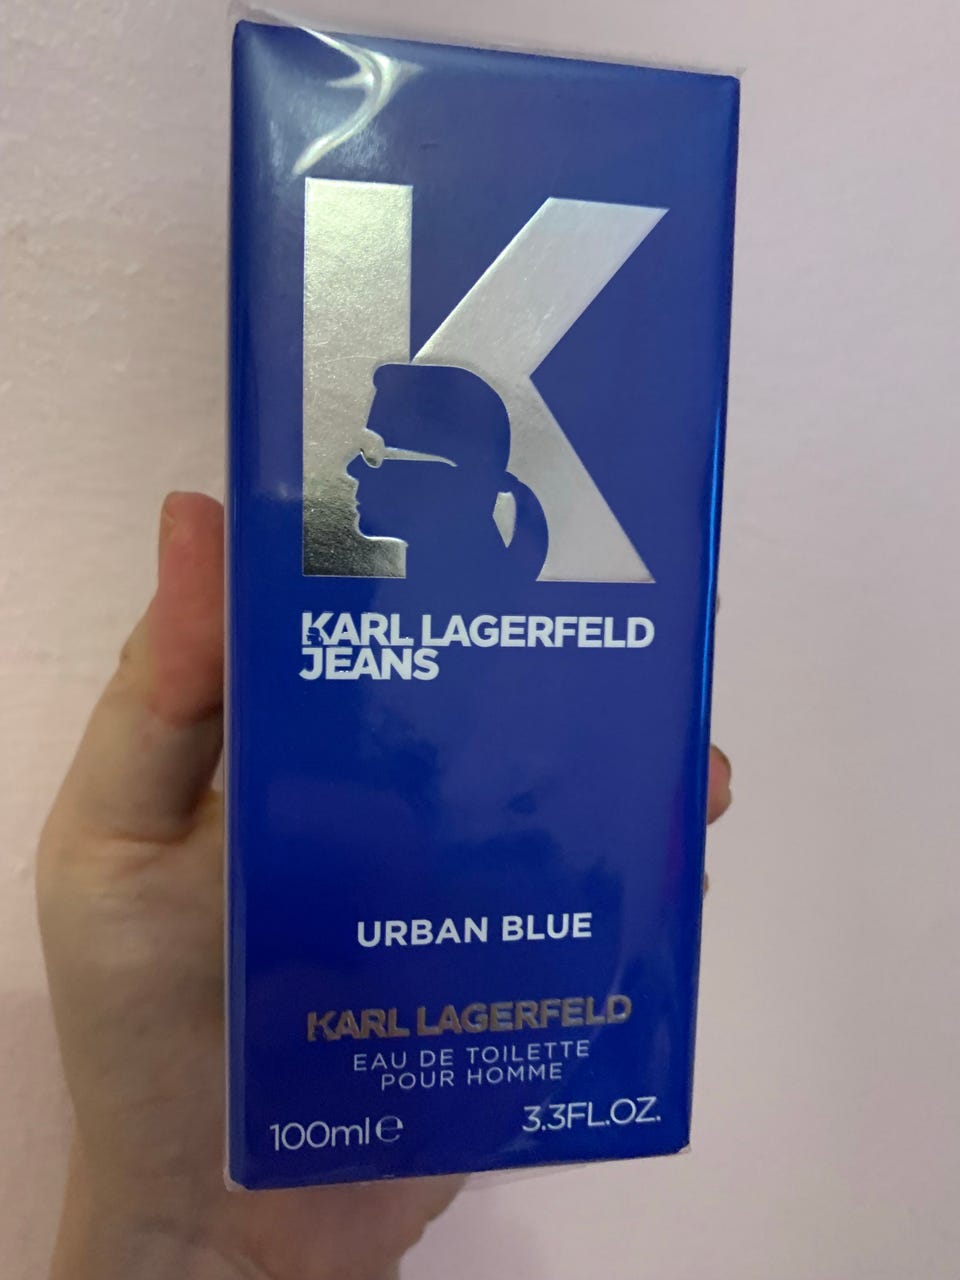 K
KARL LAGERFELD
JEANS
URBAN BLUE
KARL LAGERFELD
EAU DE TOILETTE
POUR HOMME
100ml ℮ 3.3FL.OZ.